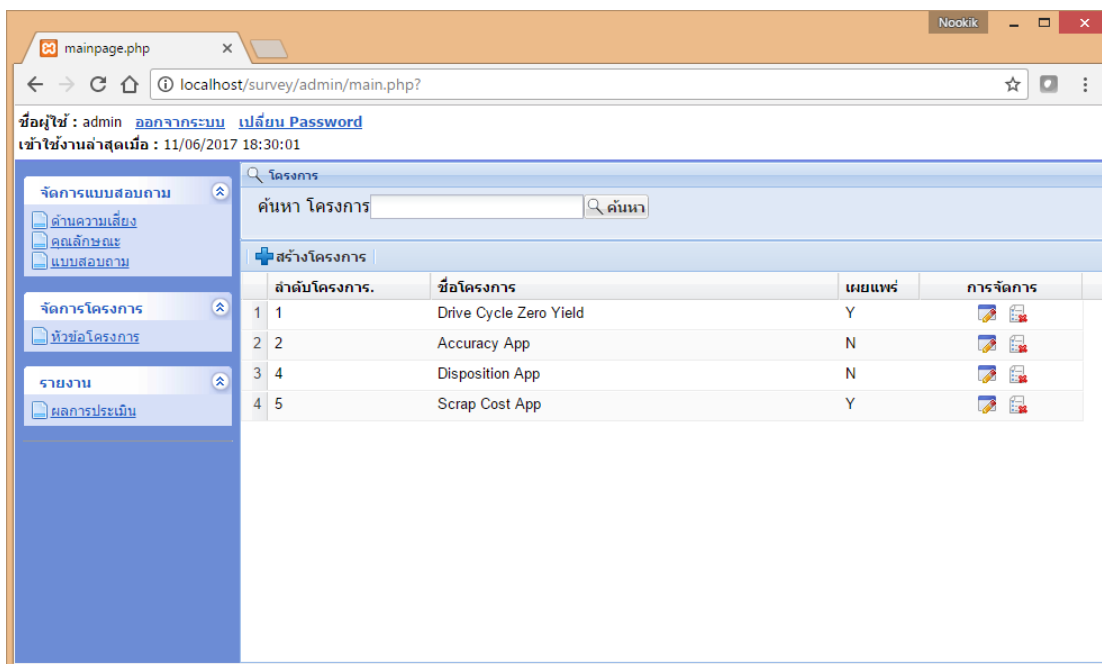 Nookik
mainpage.php
localhost/survey/admin/main.php?
ชื่อผู้ใช้ : admin ออกจากระบบ เปลี่ยน Password
เข้าใช้งานล่าสุดเมื่อ : 11/06/2017 18:30:01
จัดการแบบสอบถาม
ด้านความเสี่ยง
คุณลักษณะ
แบบสอบถาม
จัดการโครงการ
หัวข้อโครงการ
รายงาน
ผลการประเมิน
โครงการ
ค้นหา โครงการ ค้นหา
สร้างโครงการ
ลำดับโครงการ. ชื่อโครงการ เผยแพร่ การจัดการ
1 1 Drive Cycle Zero Yield Y
2 2 Accuracy App N
3 4 Disposition App N
4 5 Scrap Cost App Y